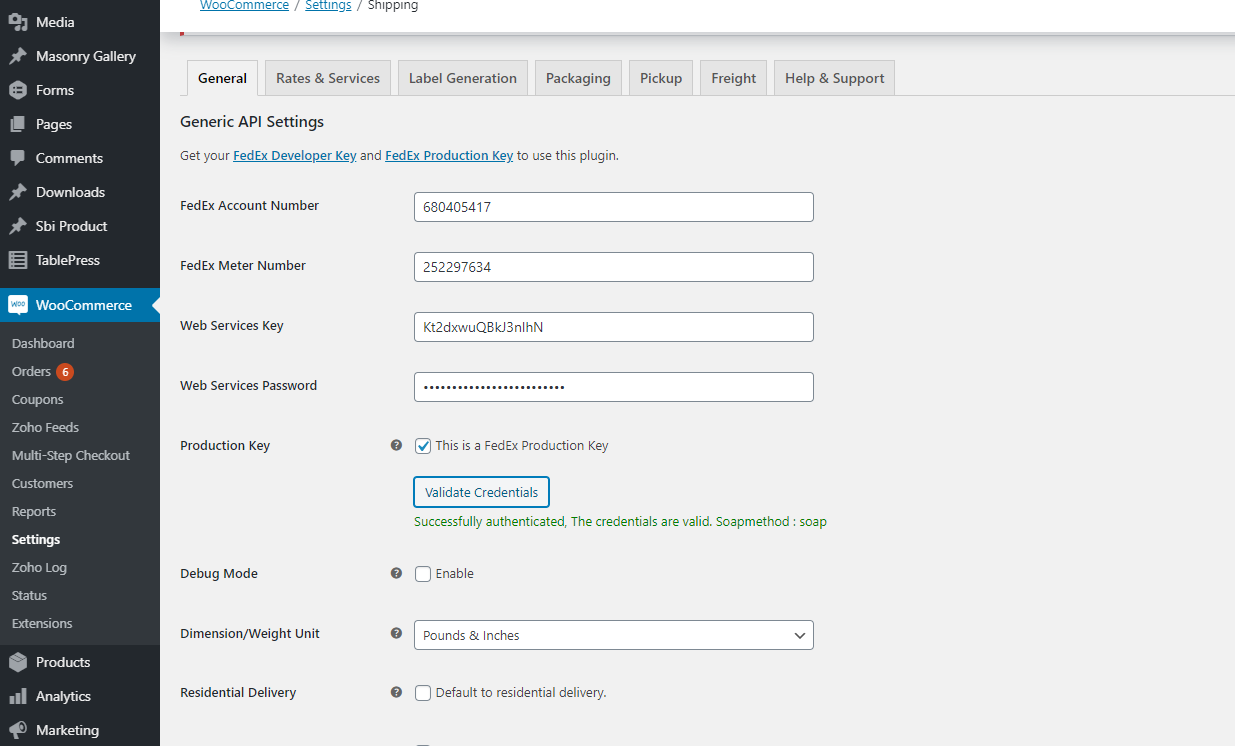 WooCommerce / Settings / Shipping
Media
Masonry Gallery
Forms
Pages
Comments
Downloads
Sbi Product
TablePress
WOO WooCommerce
Dashboard
Orders 6
Coupons
Zoho Feeds
Multi-Step Checkout
Customers
Reports
Settings
Zoho Log
Status
Extensions
Products
Analytics
Marketing
General Rates & Services Label Generation Packaging Pickup Freight Help & Support
Generic API Settings
Get your FedEx Developer Key and FedEx Production Key to use this plugin.
FedEx Account Number 680405417
FedEx Meter Number 252297634
Web Services Key Kt2dxwuQBkJ3nlhN
Web Services Password •••••••••••••••••••••••••
Production Key ? This is a FedEx Production Key
Validate Credentials
Successfully authenticated, The credentials are valid. Soapmethod : soap
Debug Mode ? Enable
Dimension/Weight Unit ? Pounds & Inches
Residential Delivery ? Default to residential delivery.